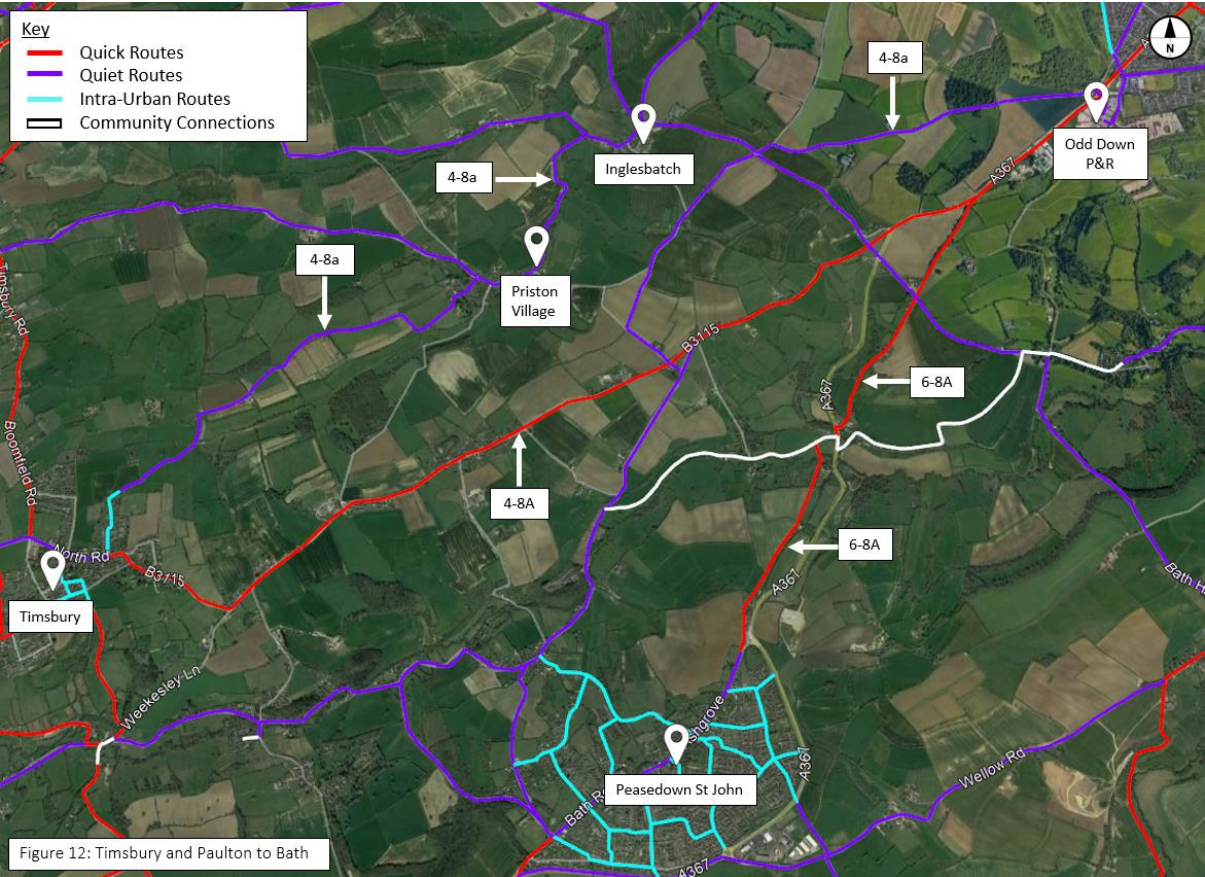 Key
Quick Routes
Quiet Routes
Intra-Urban Routes
Community Connections
N
4-8a
Odd Down
P&R
Inglesbatch
A367
4-8a
Priston
Village
4-8a
Timsbury Rd
B3115
A367
6-8A
4-8A
Bloomfield Rd
North Rd
B3115
6-8A
A367
Timsbury
Weekesley Ln
Wellow Rd
A367
Peasedown St John
A367
Figure 12: Timsbury and Paulton to Bath